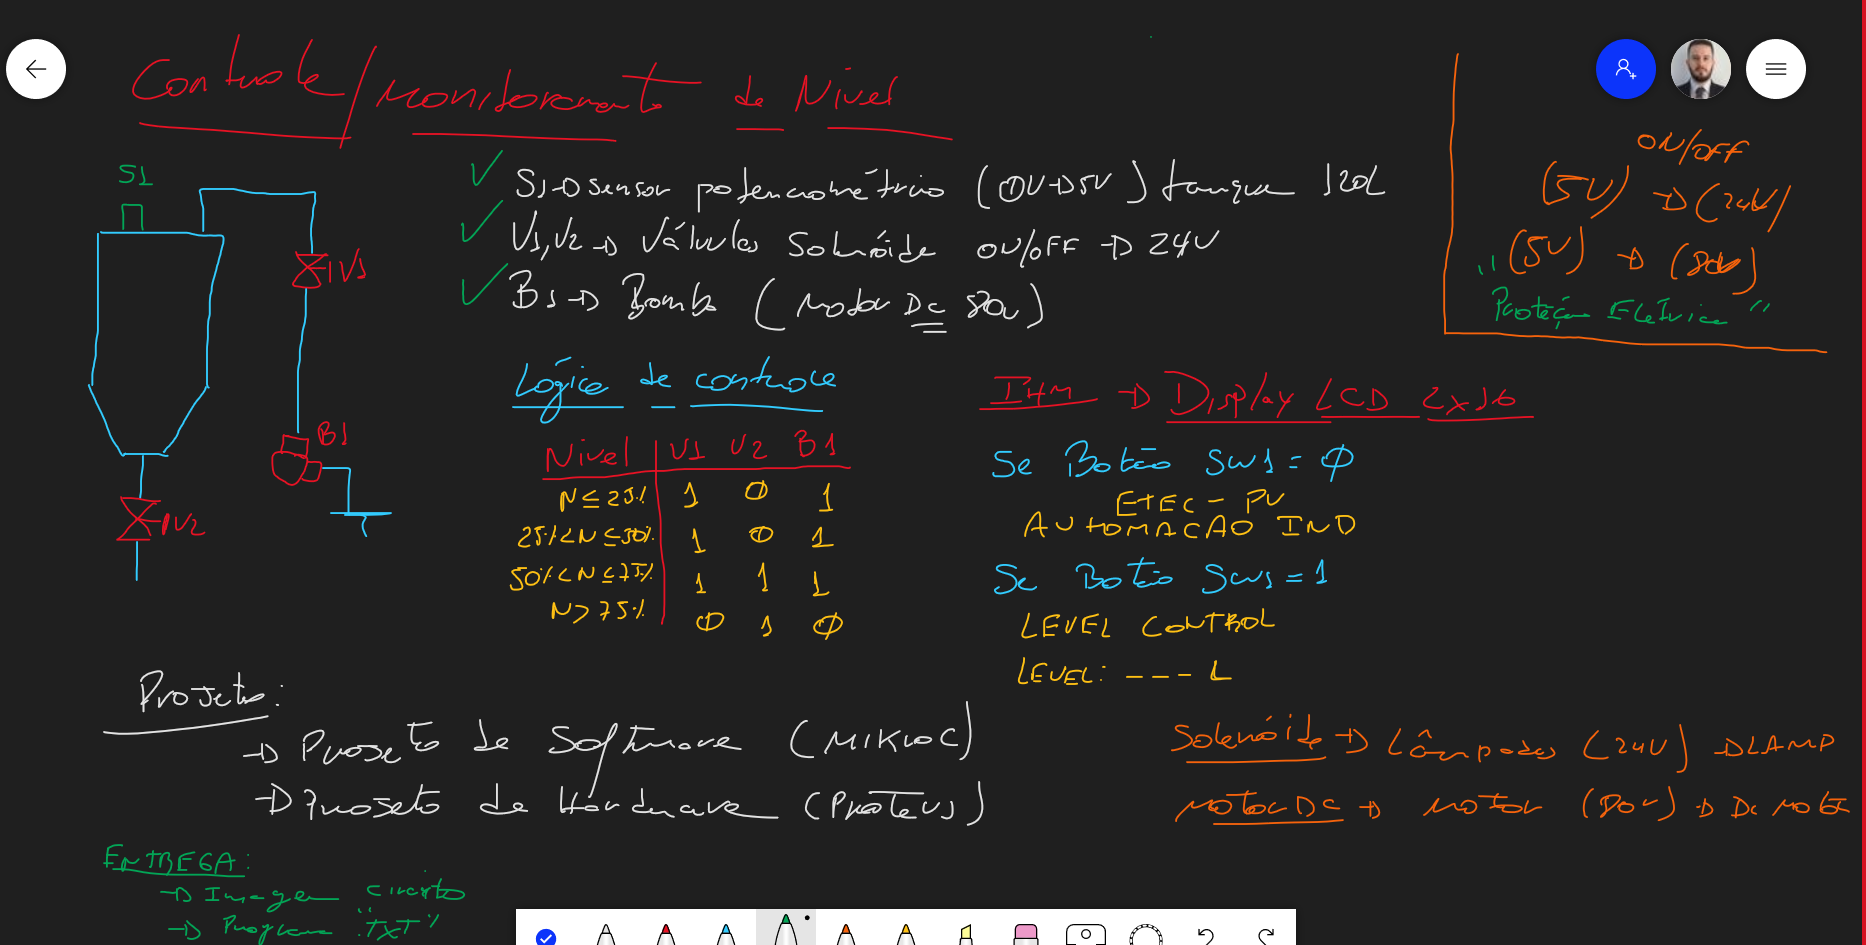 Controle/Monitoramento de Nível
S1
S1→sensor potenciométrico (0V→5V) tanque 120L
V1,V2→ Válvulas Solenóide ON/OFF → 24V
B1→ Bomba (Motor DC 80V)
ON/OFF
(5V) → (24V)
(5V) → (80V)
"Proteção Elétrica"
V1
B1
V2
Lógica de controle
Nível V1 V2 B1
N ≤ 25% 1 0 1
25% < N ≤ 50% 1 0 1
50% < N ≤ 75% 1 1 1
N > 75% 0 1 0
IHM → Display LCD 2x16
Se Botão SW1 = 0
ETEC - PV
AUTOMACAO IND
Se Botão SW1 = 1
LEVEL CONTROL
LEVEL: --- L
Projeto:
→ Projeto de Software (MIKROC)
→ Projeto de Hardware (Proteus)
Solenóide → Lâmpadas (24V) → LAMP
Motor DC → Motor (80V) → DC MOTOR
ENTREGA:
→ Imagem circuito
→ Programa "TXT"